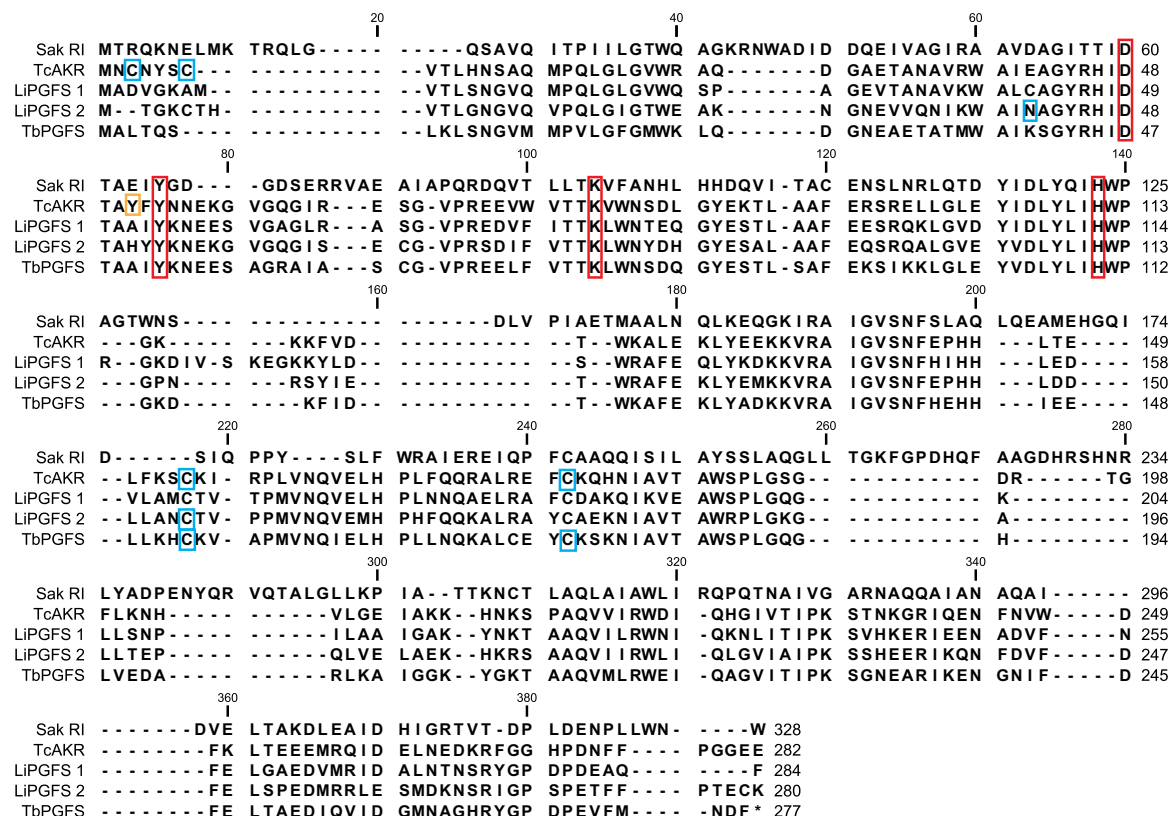 20 40 60
Sak RI MTRQKNELMK TRQLG----- -----QSAVQ ITPIILGTWQ AGKRNWADID DQEIVAGIRA AVDAGITTID 60
TcAKR MNCNYSC--- ---------- --VTLHNSAQ MPQLGLGVWR AQ------D GAETANAVRW AIEAGYRHID 48
LiPGFS 1 MADVGKAM-- ---------- --VTLSNGVQ MPQLGLGVWQ SP------A GEVTANAVKW ALCAGYRHID 49
LiPGFS 2 M--TGKCTH- ---------- --VTLNGVQ VPQLGIGTWE AK------N GNEVVQNIKW AINAGYRHID 48
TbPGFS MALTQS---- ---------- --LKLSNGVM MPVLGFGMWK LQ------D GNEAETATMW AIKSGYRHID 47
80 100 120 140
Sak RI TAEIYGD--- -GDSERRVAE AIAPQRDQVT LLTKVFANHL HHDQVI-TAC ENSLNRLQTD YIDLYQIHWP 125
TcAKR TAYFYNNEKG VGQGIR---E SG-VPREEVW VTTKVWNSDL GYEKTL-AAF ERSRELLGLE YIDLYLIHWP 113
LiPGFS 1 TAAIYKNEES VGAGLR---A SG-VPREDVF ITTKLWNTEQ GYESTL-AAF EESRQKLGVD YIDLYLIHWP 114
LiPGFS 2 TAHYYKNEKG VGQGIS---E CG-VPRSDIF VTTKLWNYDH GYESAL-AAF EQSRQALGVE YVDLYLIHWP 113
TbPGFS TAAIYKNEES AGRAIA---S CG-VPREELF VTTKLWNSDQ GYESTL-SAF EKSIKKLGLE YVDLYLIHWP 112
160 180 200
Sak RI AGTWNS---- ---------- -------DLV PIAETMAALN QLKEQGKIRA IGVSNFSLAQ LQEAMEHGQI 174
TcAKR ---GK----- ----KKFVD- ---------- --T--WKALE KLYEEKKVRA IGVSNFEPHH ---LTE---- 149
LiPGFS 1 R--GKDIV-S KEGKKYLD-- ---------- --S--WRAFE QLYKDKKVRA IGVSNFHIHH ---LED---- 158
LiPGFS 2 ---GPN---- ----RSYIE- ---------- --T--WRAFE KLYEMKKVRA IGVSNFEPHH ---LDD---- 150
TbPGFS ---GKD---- -----KFID- ---------- --T--WKAFE KLYADKKVRA IGVSNFHEHH ---IEE---- 148
220 240 260 280
Sak RI D------SIQ PPY----SLF WRAIEREIQP FCAAQQISIL AYSSLAQGLL TGKFGPDHQF AAGDHRSHNR 234
TcAKR --LFKSCKI- RPLVNQVELH PLFQQRALRE FCKQHNIAVT AWSPLGSG-- ---------- DR------TG 198
LiPGFS 1 --VLAMCTV- TPMVNQVELH PLNNQAELRA FCDAKQIKVE AWSPLGQG-- ---------- K--------- 204
LiPGFS 2 --LLANCTV- PPMVNQVEMH PHFQQKALRA YCAEKNIAVT AWRPLGKG-- ---------- A--------- 196
TbPGFS --LLKHCKV- APMVNQIELH PLLNQKALCE YCKSKNIAVT AWSPLGQG-- ---------- H--------- 194
300 320 340
Sak RI LYADPENYQR VQTALGLLKP IA--TTKNCT LAQLAIAWLI RQPQTNAIVG ARNAQQAIAN AQAI------ 296
TcAKR FLKNH----- ------VLGE IAKK--HNKS PAQVVIRWDI -QHGIVTIPK STNKGRIQEN FNVW-----D 249
LiPGFS 1 LLSNP----- ------ILAA IGAK--YNKT AAQVILRWNI -QKNLITIPK SVHKERIEEN ADVF-----N 255
LiPGFS 2 LLTEP----- ------QLVE LAEK--HKRS AAQVIIRWLI -QLGVIAIPK SSHEERIKQN FDVF-----D 247
TbPGFS LVEDA----- ------RLKA IGGK--YGKT AAQVMLRWEI -QAGVITIPK SGNEARIKEN GNIF-----D 245
360 380
Sak RI -------DVE LTAKDLEAID HIGRTVT-DP LDENPLLWN- ----W 328
TcAKR --------FK LTEEEMRQID ELNEDKRFGG HPDNFF---- PGGEE 282
LiPGFS 1 --------FE LGAEDVMRID ALNTNSRYGP DPDEAQ---- ----F 284
LiPGFS 2 --------FE LSPEDMRRLE SMDKNSRIGP SPETFF---- PTECK 280
TbPGFS --------FE LTAEDIQVID GMNAGHRYGP DPEVFM---- -NDF* 277